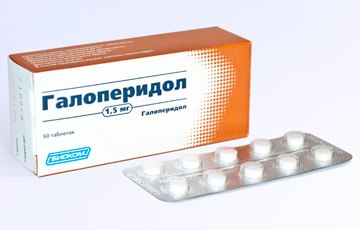 Галоперидол
1,5 мг
50 таблеток
Галоперидол
БИОКОМ